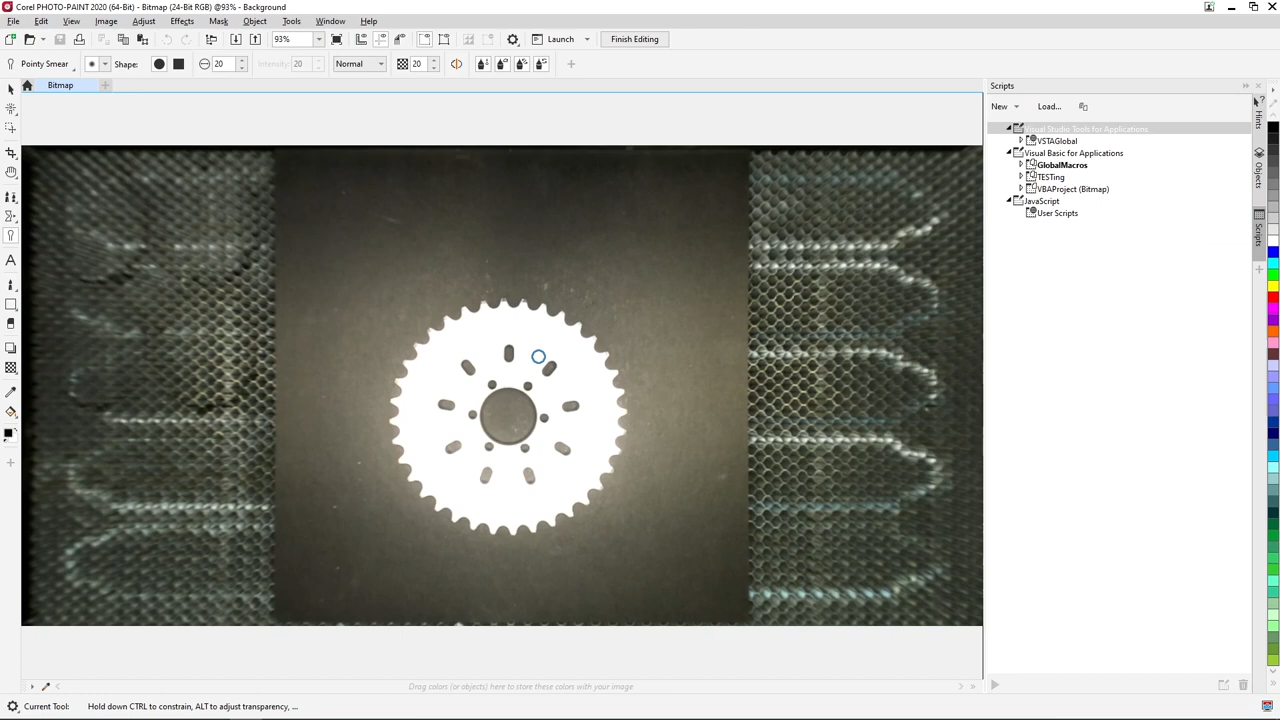 Corel PHOTO-PAINT 2020 (64-Bit) - Bitmap (24-Bit RGB) @93% - Background
File Edit View Image Adjust Effects Mask Object Tools Window Help
93% Launch Finish Editing
Pointy Smear Shape: 20 Intensity: 20 Normal 20
Bitmap
Scripts
New Load...
Visual Studio Tools for Applications
VSTAGlobal
Visual Basic for Applications
GlobalMacros
TESTing
VBAProject (Bitmap)
JavaScript
User Scripts
Hints
Objects
Scripts
Drag colors (or objects) here to store these colors with your image
Current Tool: Hold down CTRL to constrain, ALT to adjust transparency, ...